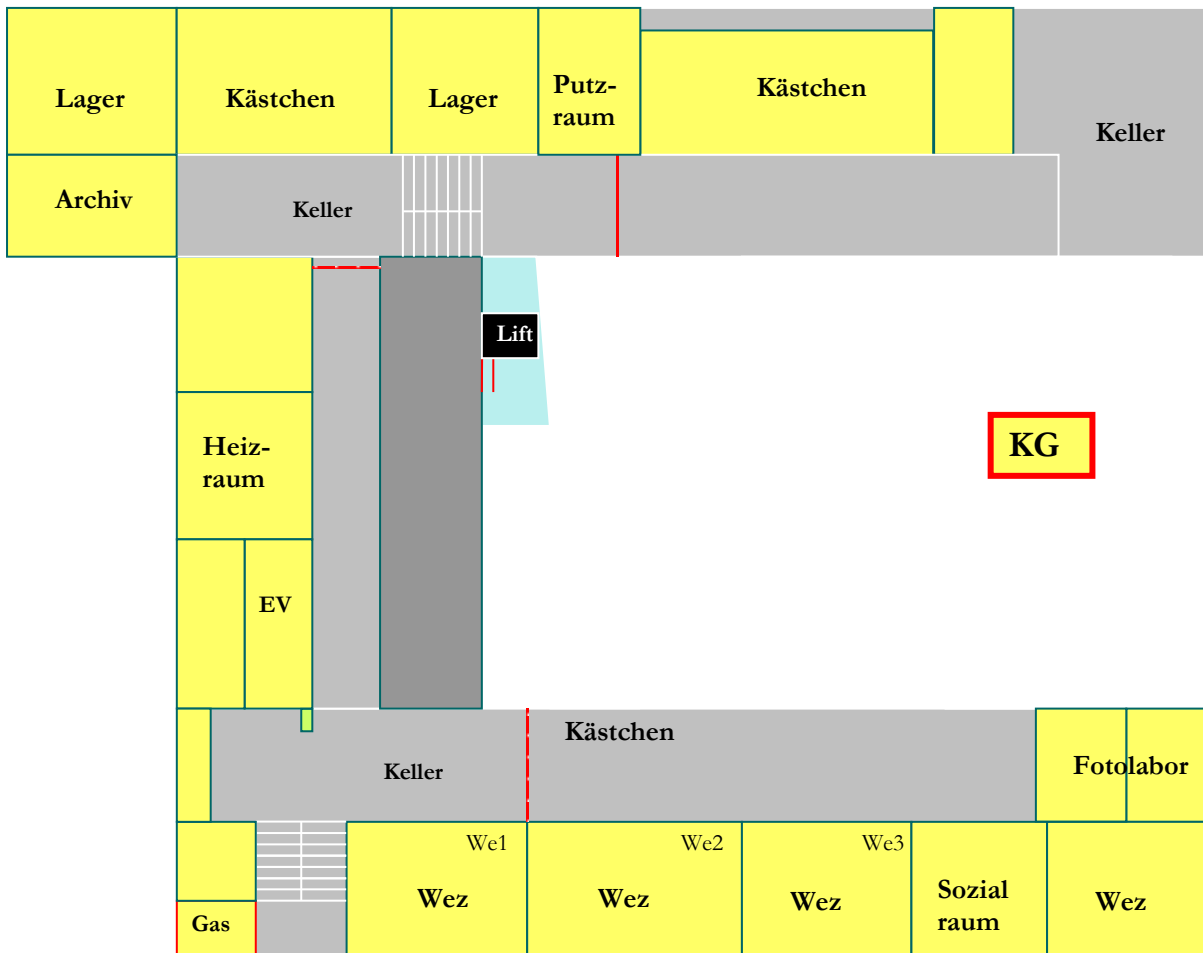 Lager
Kästchen
Lager
Putz-
raum
Kästchen
Keller
Archiv
Keller
Lift
KG
Heiz-
raum
EV
Kästchen
Keller
Fotolabor
We1
We2
We3
Wez
Wez
Wez
Sozial
raum
Wez
Gas